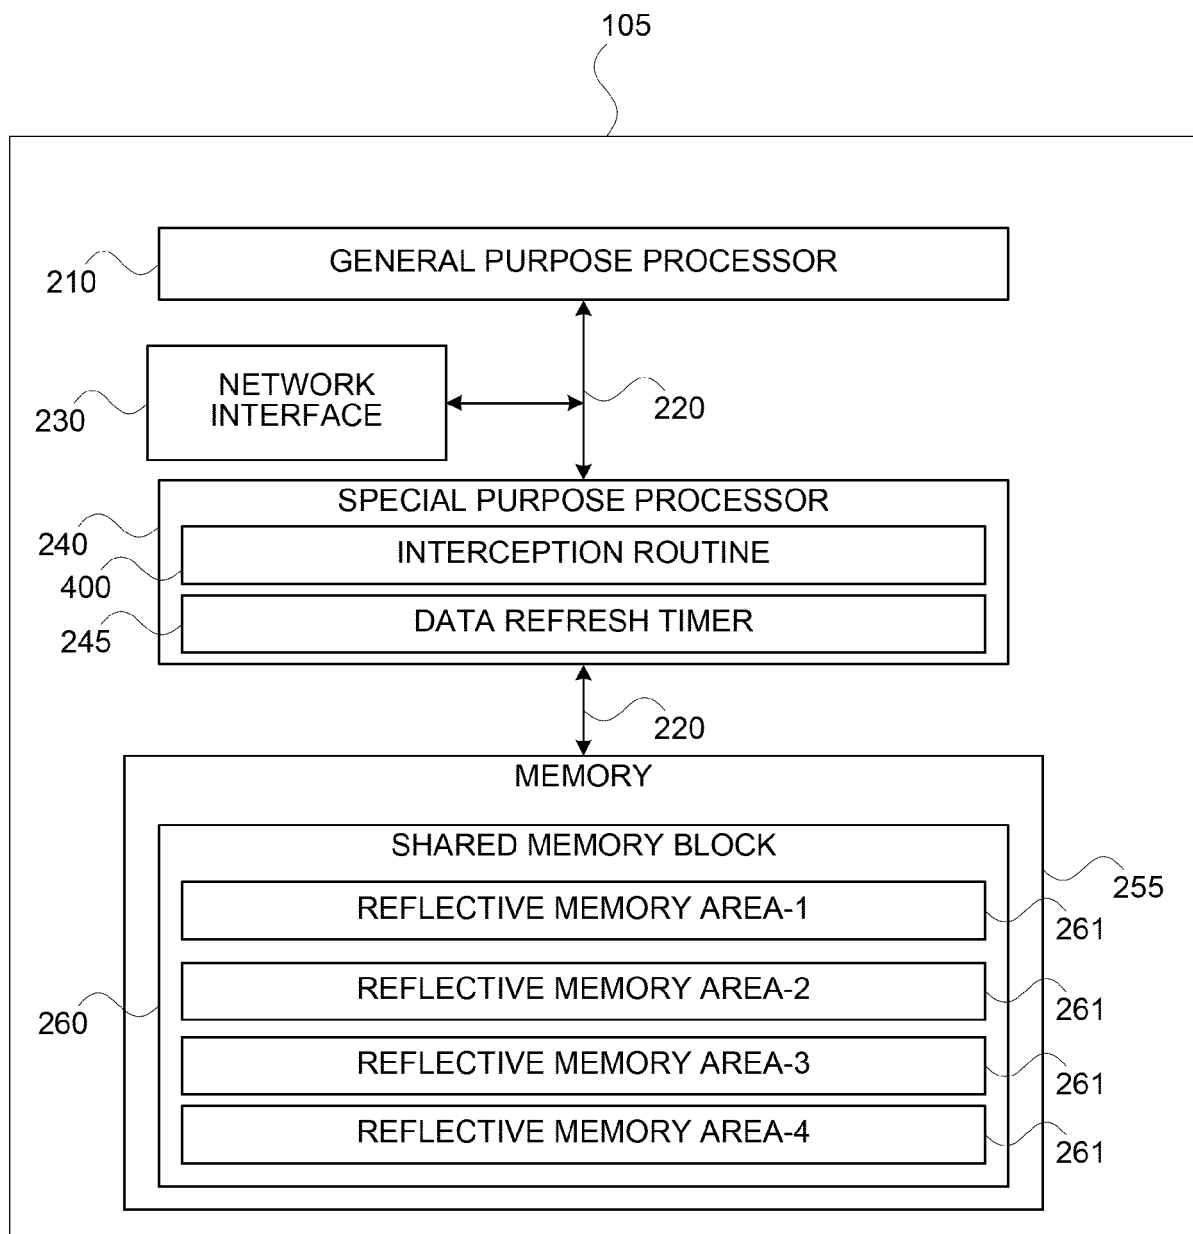 105
GENERAL PURPOSE PROCESSOR
210
NETWORK
INTERFACE
220
230
SPECIAL PURPOSE PROCESSOR
240
INTERCEPTION ROUTINE
400
DATA REFRESH TIMER
245
220
MEMORY
SHARED MEMORY BLOCK
255
REFLECTIVE MEMORY AREA-1
261
REFLECTIVE MEMORY AREA-2
261
260
REFLECTIVE MEMORY AREA-3
261
REFLECTIVE MEMORY AREA-4
261